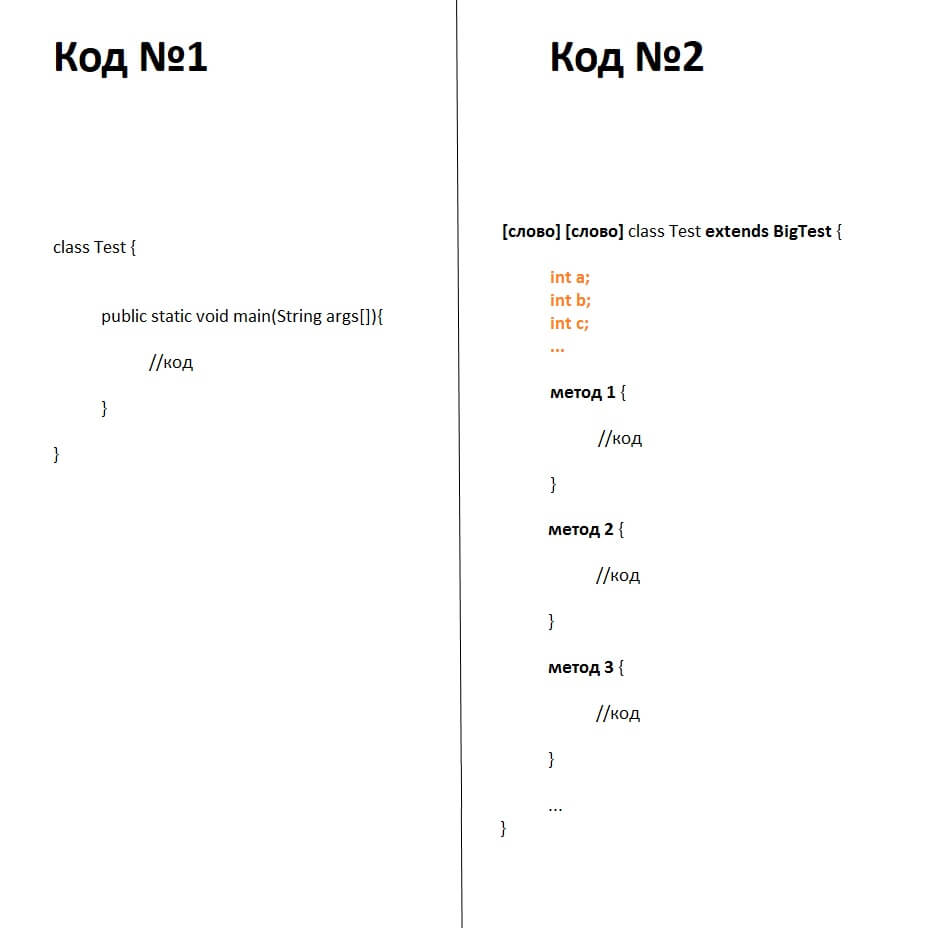 Код №1
class Test {
public static void main(String args[]){
//код
}
}
Код №2
[слово] [слово] class Test extends BigTest {
int a;
int b;
int c;
...
метод 1 {
//код
}
метод 2 {
//код
}
метод 3 {
//код
}
...
}